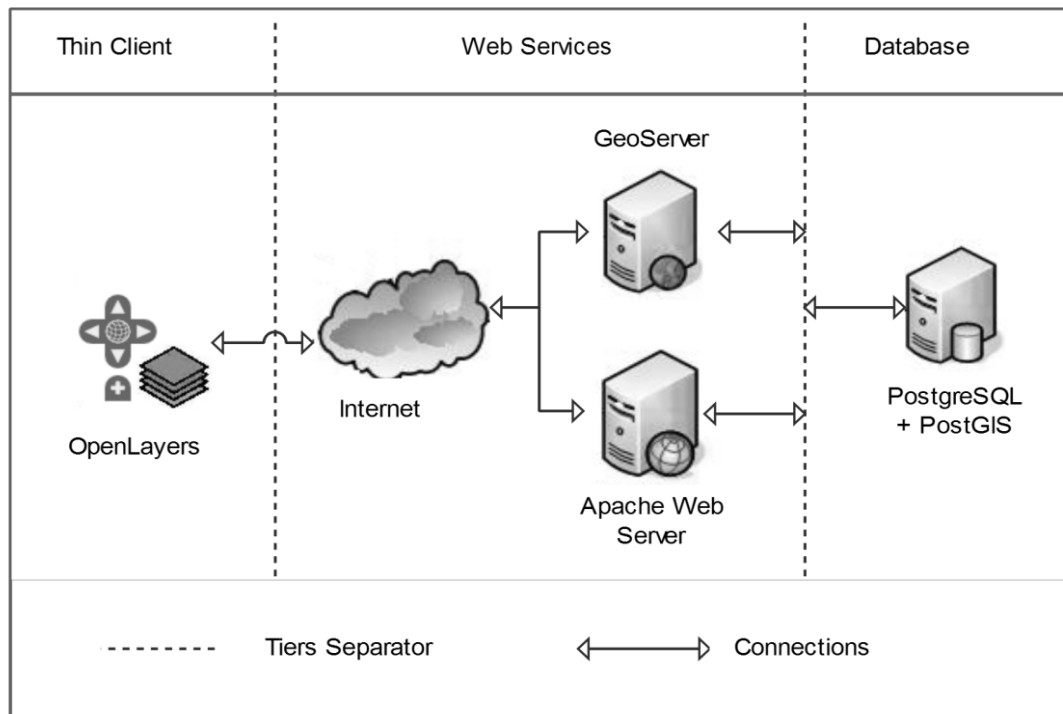 Thin Client
Web Services
Database
GeoServer
Internet
OpenLayers
PostgreSQL
+ PostGIS
Apache Web
Server
Tiers Separator
Connections